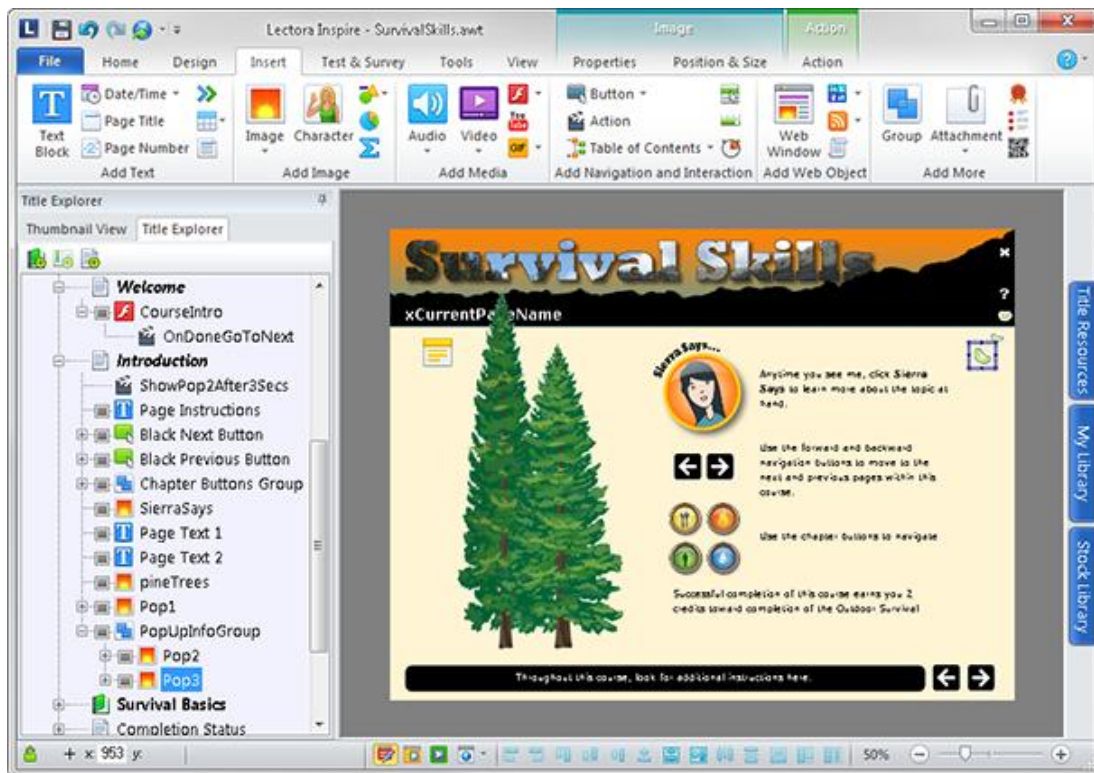 Lectora Inspire - SurvivalSkills.awt
Image
Action
File Home Design Insert Test & Survey Tools View Properties Position & Size Action
Text Block
Date/Time
Page Title
Page Number
Add Text
Image
Character
Add Image
Audio
Video
You Tube
GIF
Add Media
Button
Action
Table of Contents
Add Navigation and Interaction
Web Window
Add Web Object
Group
Attachment
Add More
Title Explorer
Thumbnail View Title Explorer
Welcome
CourseIntro
OnDoneGoToNext
Introduction
ShowPop2After3Secs
Page Instructions
Black Next Button
Black Previous Button
Chapter Buttons Group
SierraSays
Page Text 1
Page Text 2
pineTrees
Pop1
PopUpInfoGroup
Pop2
Pop3
Survival Basics
Completion Status
Survival Skills
xCurrentPageName
Sierra Says...
Anytime you see me, click Sierra
Says to learn more about the topic at
hand.
Use the forward and backward
navigation buttons to move to the
next and previous pages within this
course.
Use the chapter buttons to navigate
Successful completion of this course earns you 2
credits toward completion of the Outdoor Survival
Throughout this course, look for additional instructions here.
Title Resources
My Library
Stock Library
x: 953 y:
50%